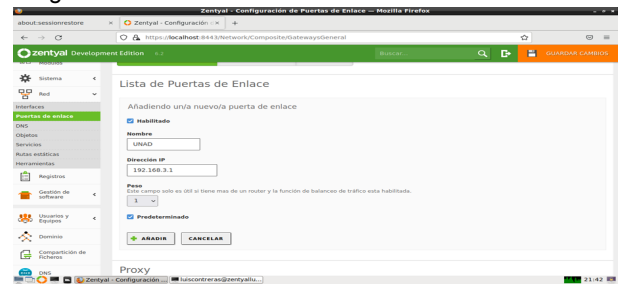 Zentyal - Configuración de Puertas de Enlace — Mozilla Firefox
about:sessionrestore × Zentyal - Configuración × +
https://localhost:8443/Network/Composite/GatewaysGeneral
zentyal Development Edition Buscar... GUARDAR CAMBIOS
Módulos
Sistema
Red
Interfaces
Puertas de enlace
DNS
Objetos
Servicios
Rutas estáticas
Herramientas
Registros
Gestión de
software
Usuarios y
Equipos
Dominio
Compartición de
Ficheros
DNS
Lista de Puertas de Enlace
Añadiendo un/a nuevo/a puerta de enlace
Habilitado
Nombre
UNAD
Dirección IP
192.168.3.1
Peso
Este campo solo es útil si tiene mas de un router y la función de balanceo de tráfico esta habilitada.
1
Predeterminado
+ AÑADIR CANCELAR
Proxy
Zentyal - Configuración ... luiscontreras@zentyallu... 21:42